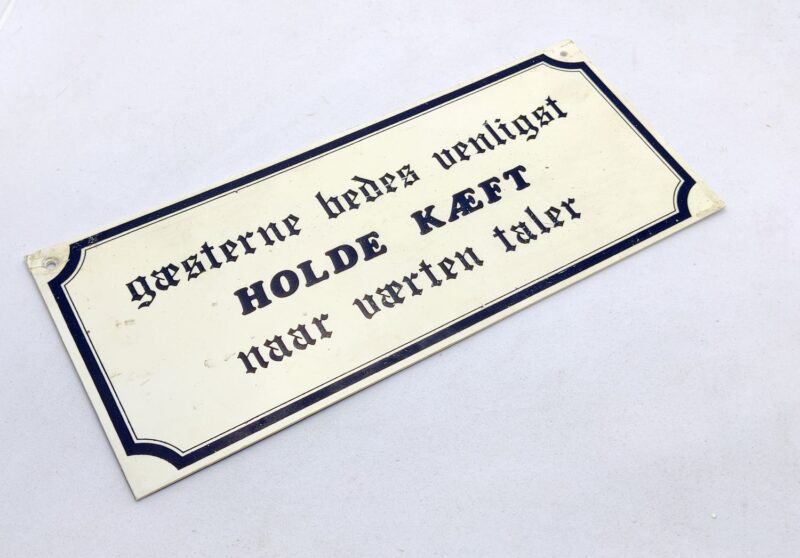 gæsterne bedes venligst
HOLDE KÆFT
naar værten taler